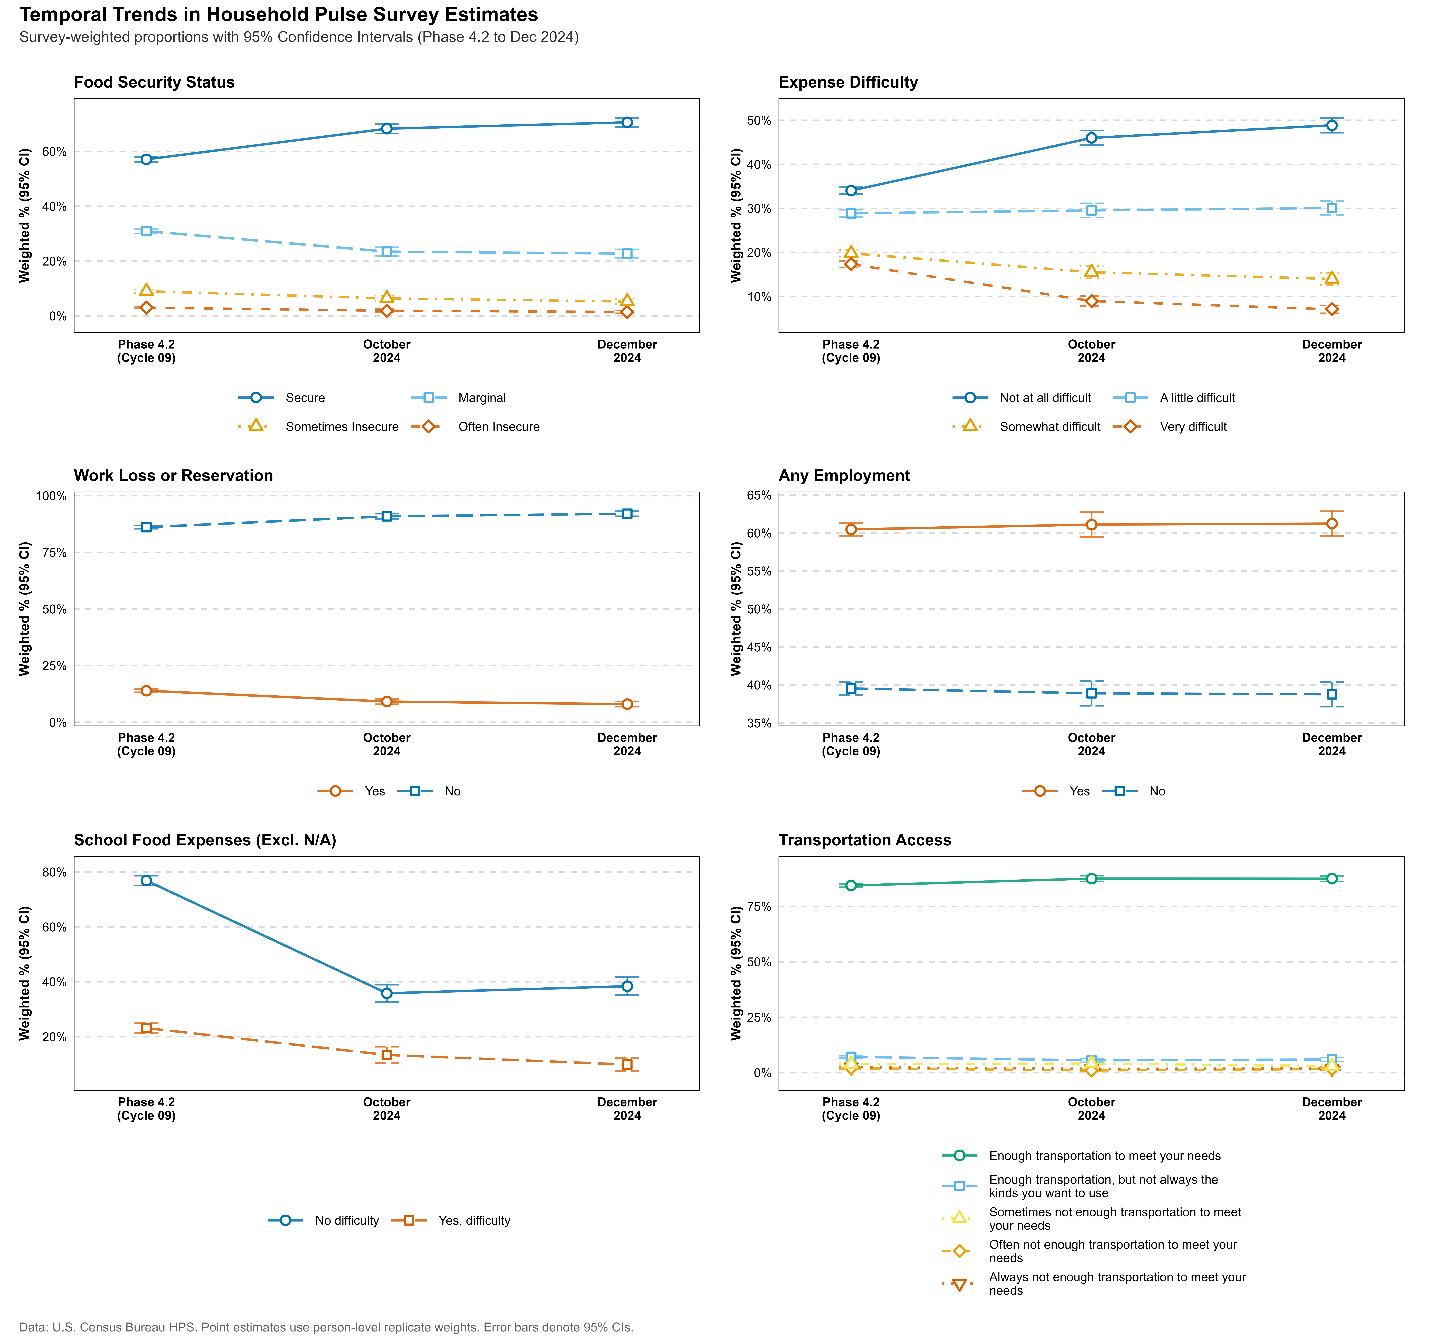 Temporal Trends in Household Pulse Survey Estimates
Survey-weighted proportions with 95% Confidence Intervals (Phase 4.2 to Dec 2024)
Food Security Status
Weighted % (95% CI)
60%
40%
20%
0%
Phase 4.2
(Cycle 09)
October
2024
December
2024
Secure
Marginal
Sometimes Insecure
Often Insecure
Expense Difficulty
Weighted % (95% CI)
50%
40%
30%
20%
10%
Phase 4.2
(Cycle 09)
October
2024
December
2024
Not at all difficult
A little difficult
Somewhat difficult
Very difficult
Work Loss or Reservation
Weighted % (95% CI)
100%
75%
50%
25%
0%
Phase 4.2
(Cycle 09)
October
2024
December
2024
Yes
No
Any Employment
Weighted % (95% CI)
65%
60%
55%
50%
45%
40%
35%
Phase 4.2
(Cycle 09)
October
2024
December
2024
Yes
No
School Food Expenses (Excl. N/A)
Weighted % (95% CI)
80%
60%
40%
20%
Phase 4.2
(Cycle 09)
October
2024
December
2024
No difficulty
Yes, difficulty
Transportation Access
Weighted % (95% CI)
75%
50%
25%
0%
Phase 4.2
(Cycle 09)
October
2024
December
2024
Enough transportation to meet your needs
Enough transportation, but not always the
kinds you want to use
Sometimes not enough transportation to meet
your needs
Often not enough transportation to meet your
needs
Always not enough transportation to meet your
needs
Data: U.S. Census Bureau HPS. Point estimates use person-level replicate weights. Error bars denote 95% CIs.